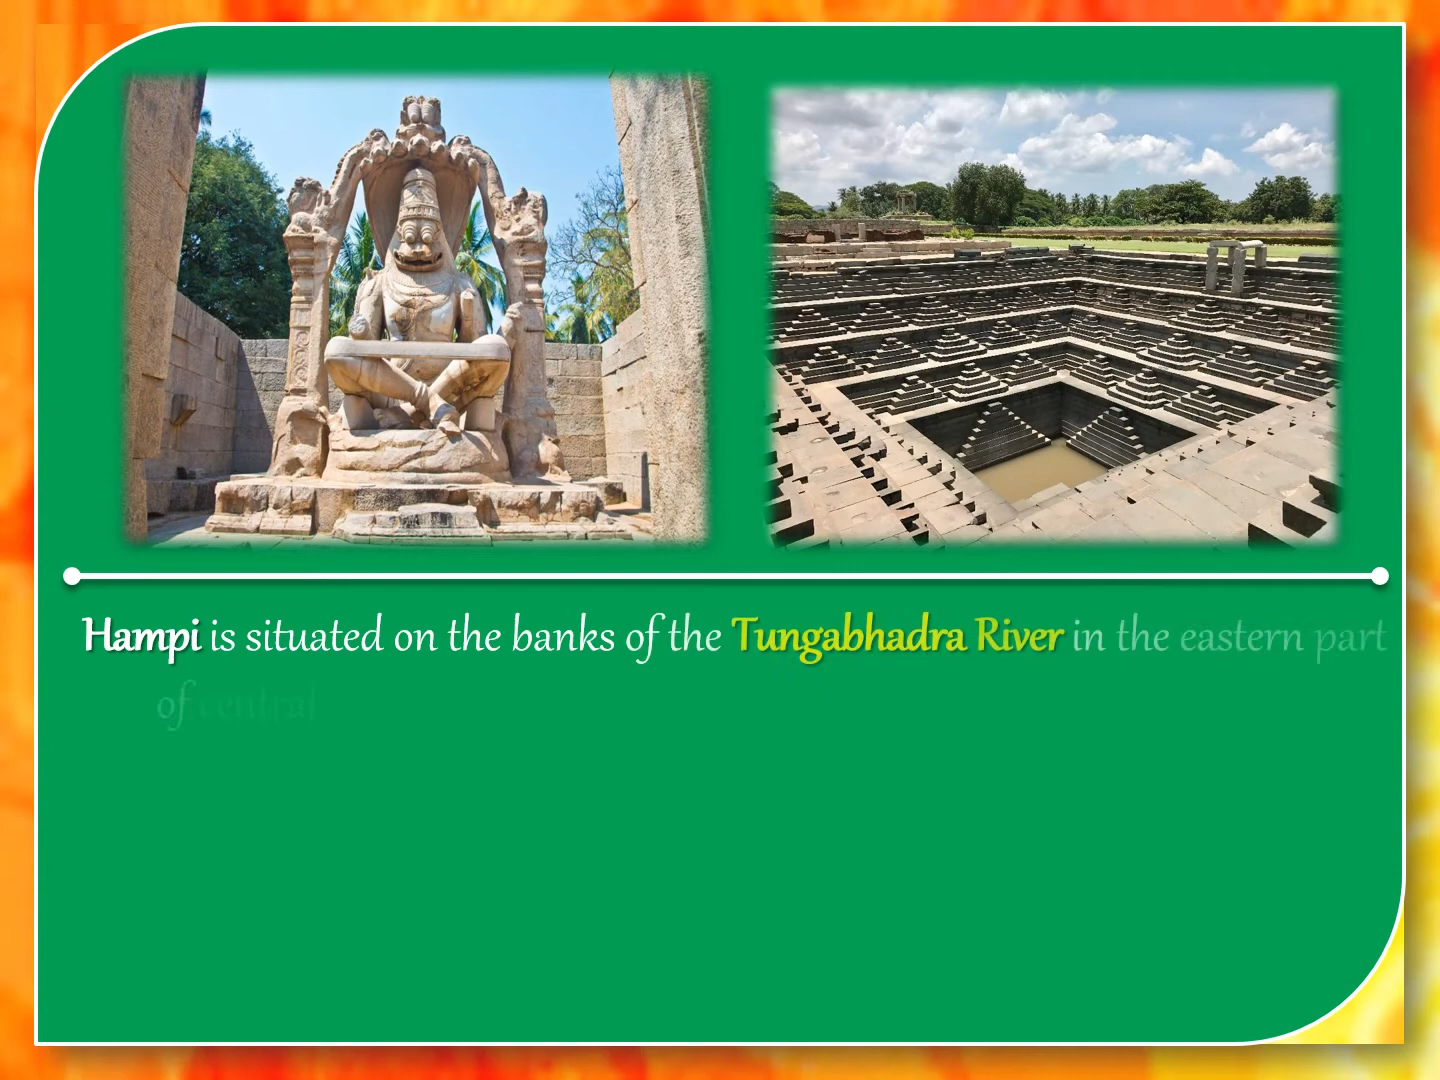 Hampi is situated on the banks of the Tungabhadra River in the eastern part
of central